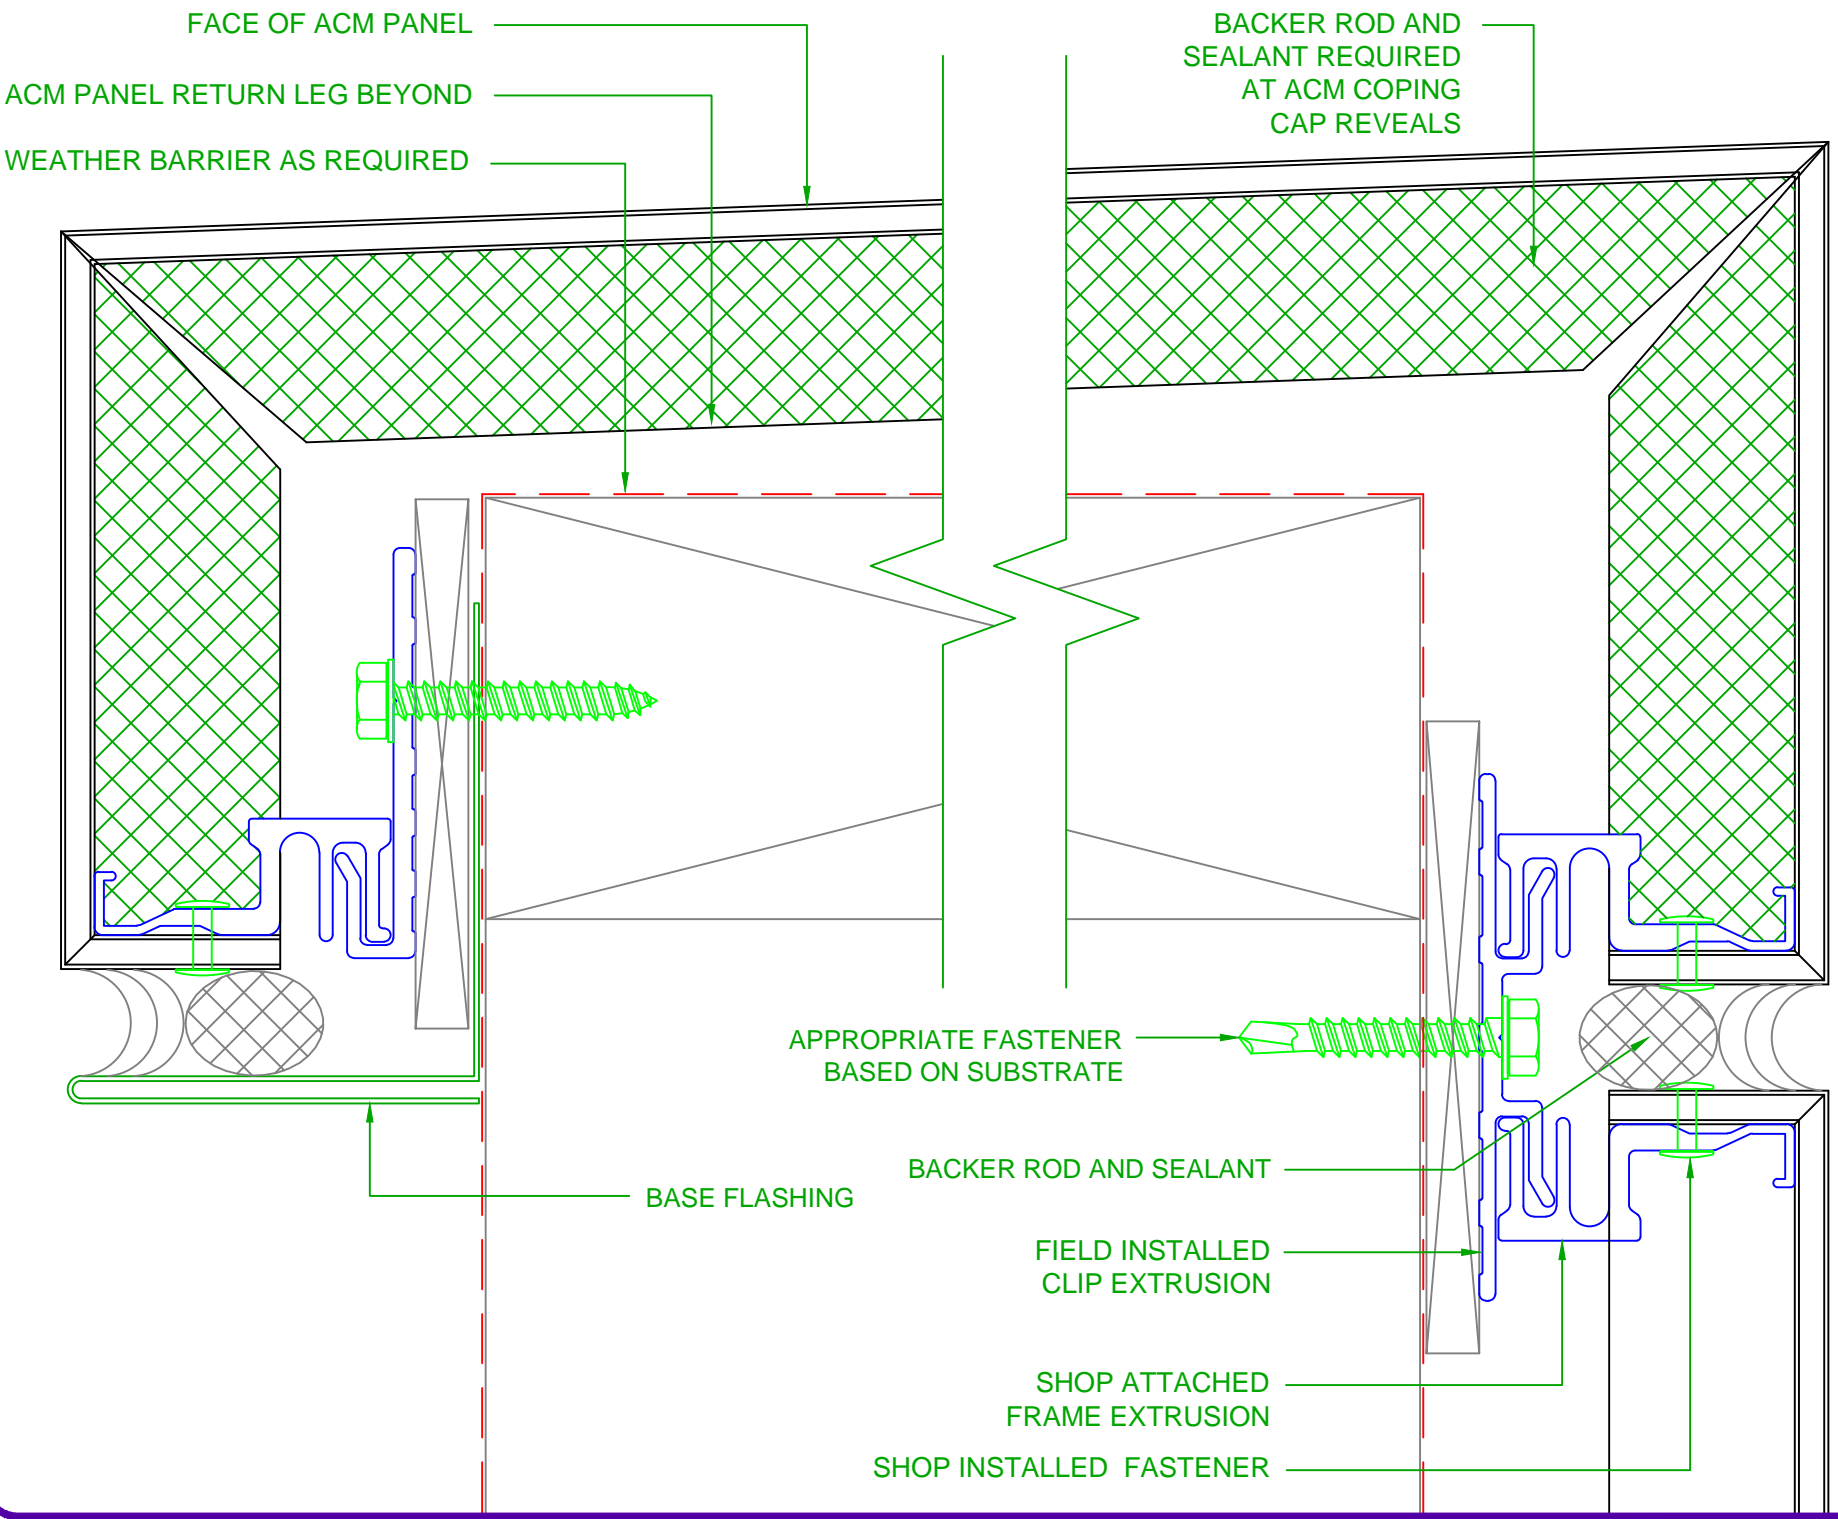 FACE OF ACM PANEL
ACM PANEL RETURN LEG BEYOND
WEATHER BARRIER AS REQUIRED
BACKER ROD AND
SEALANT REQUIRED
AT ACM COPING
CAP REVEALS
APPROPRIATE FASTENER
BASED ON SUBSTRATE
BACKER ROD AND SEALANT
BASE FLASHING
FIELD INSTALLED
CLIP EXTRUSION
SHOP ATTACHED
FRAME EXTRUSION
SHOP INSTALLED  FASTENER